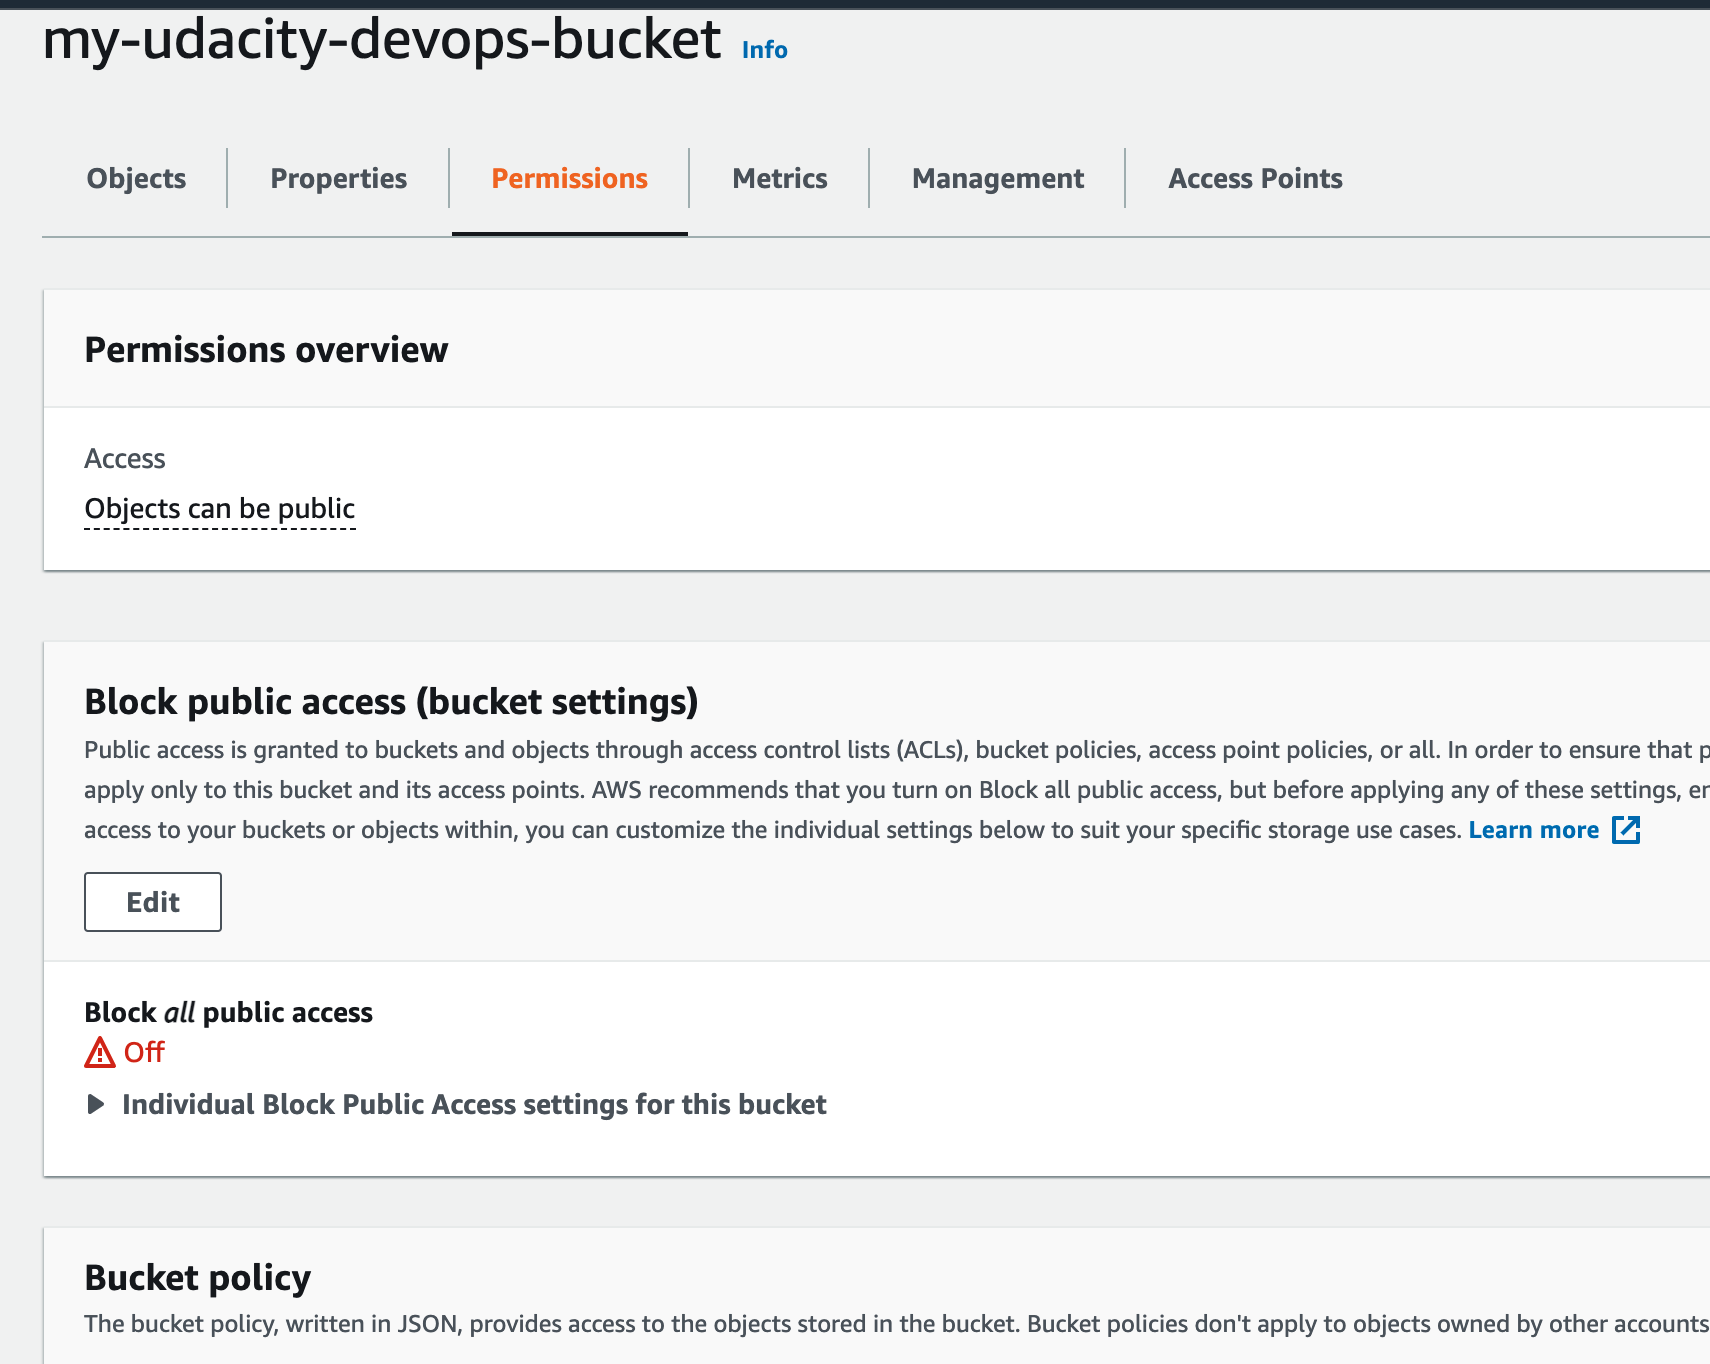 my-udacity-devops-bucket Info
Objects Properties Permissions Metrics Management Access Points
Permissions overview
Access
Objects can be public
Block public access (bucket settings)
Public access is granted to buckets and objects through access control lists (ACLs), bucket policies, access point policies, or all. In order to ensure that
apply only to this bucket and its access points. AWS recommends that you turn on Block all public access, but before applying any of these settings,
access to your buckets or objects within, you can customize the individual settings below to suit your specific storage use cases. Learn more
Edit
Block all public access
Off
Individual Block Public Access settings for this bucket
Bucket policy
The bucket policy, written in JSON, provides access to the objects stored in the bucket. Bucket policies don't apply to objects owned by other accounts